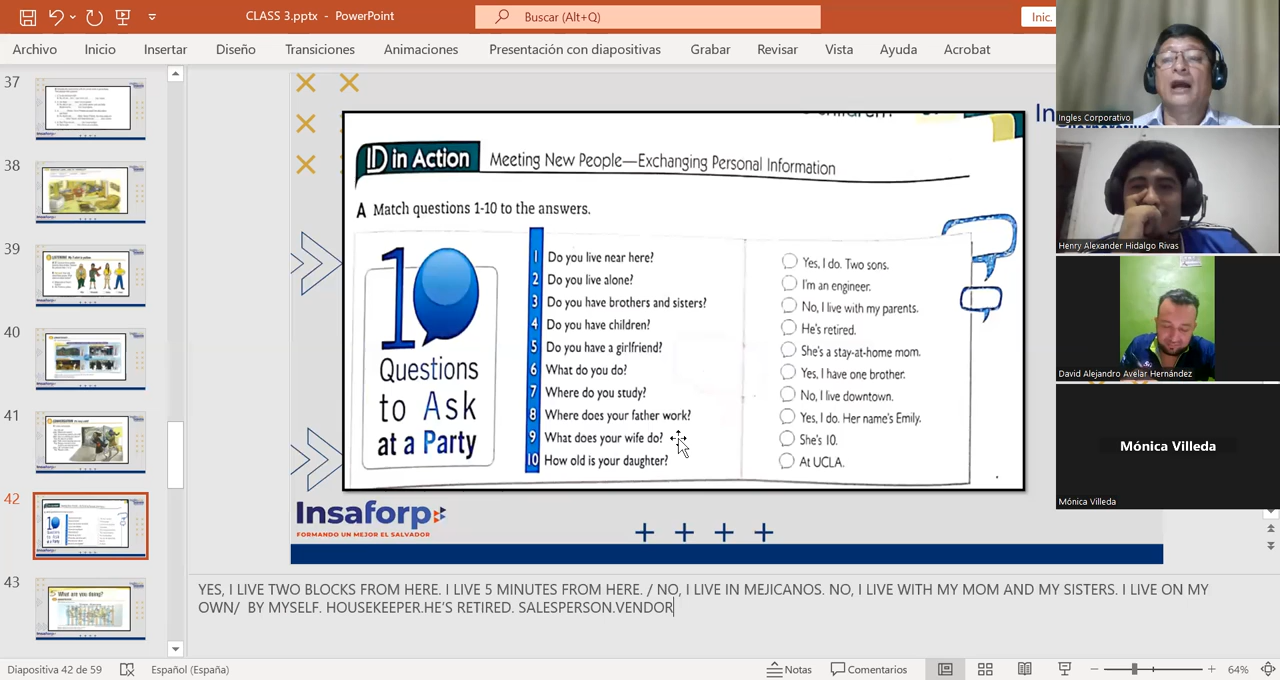 CLASS 3.pptx - PowerPoint
Buscar (Alt+Q)
Inic.
Archivo Inicio Insertar Diseño Transiciones Animaciones Presentación con diapositivas Grabar Revisar Vista Ayuda Acrobat
37
38
39
40
41
42
43
ID in Action Meeting New People—Exchanging Personal Information
A Match questions 1-10 to the answers.
10
Questions
to Ask
at a Party
1 Do you live near here?
2 Do you live alone?
3 Do you have brothers and sisters?
4 Do you have children?
5 Do you have a girlfriend?
6 What do you do?
7 Where do you study?
8 Where does your father work?
9 What does your wife do?
10 How old is your daughter?
Yes, I do. Two sons.
I'm an engineer.
No, I live with my parents.
He's retired.
She's a stay-at-home mom.
Yes, I have one brother.
No, I live downtown.
Yes, I do. Her name's Emily.
She's 10.
At UCLA.
Insaforp
FORMANDO UN MEJOR EL SALVADOR
YES, I LIVE TWO BLOCKS FROM HERE. I LIVE 5 MINUTES FROM HERE. / NO, I LIVE IN MEJICANOS. NO, I LIVE WITH MY MOM AND MY SISTERS. I LIVE ON MY
OWN/ BY MYSELF. HOUSEKEEPER.HE'S RETIRED. SALESPERSON.VENDOR
Ingles Corporativo
Henry Alexander Hidalgo Rivas
David Alejandro Avelar Hernández
Mónica Villeda
Mónica Villeda
Diapositiva 42 de 59 Español (España) Notas Comentarios 64%